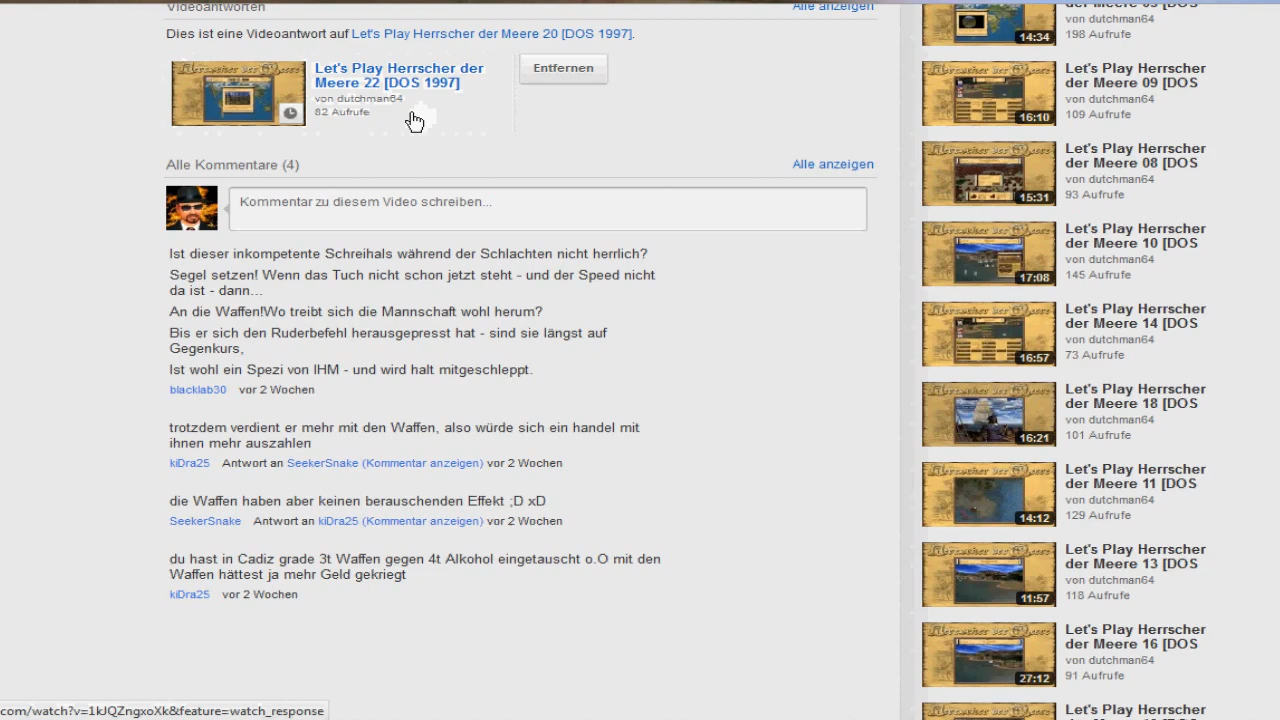 Videoantworten
Alle anzeigen
Dies ist eine Videoantwort auf Let's Play Herrscher der Meere 20 [DOS 1997].
Let's Play Herrscher der
Meere 22 [DOS 1997]
von dutchman64
82 Aufrufe
Entfernen
Alle Kommentare (4)
Alle anzeigen
Kommentar zu diesem Video schreiben...
Ist dieser inkompetente Schreihals während der Schlachten nicht herrlich?
Segel setzen! Wenn das Tuch nicht schon jetzt steht - und der Speed nicht
da ist - dann...
An die Waffen!Wo treibt sich die Mannschaft wohl herum?
Bis er sich den Ruderbefehl herausgepresst hat - sind sie längst auf
Gegenkurs,
Ist wohl ein Spezi von IHM - und wird halt mitgeschleppt.
blacklab30 vor 2 Wochen
trotzdem verdient er mehr mit den Waffen, also würde sich ein handel mit
ihnen mehr auszahlen
kiDra25 Antwort an SeekerSnake (Kommentar anzeigen) vor 2 Wochen
die Waffen haben aber keinen berauschenden Effekt ;D xD
SeekerSnake Antwort an kiDra25 (Kommentar anzeigen) vor 2 Wochen
du hast in Cadiz grade 3t Waffen gegen 4t Alkohol eingetauscht o.O mit den
Waffen hättest ja mehr Geld gekriegt
kiDra25 vor 2 Wochen
com/watch?v=1kJQZngxoXk&feature=watch_response
von dutchman64
198 Aufrufe
14:34
Let's Play Herrscher
der Meere 09 [DOS
von dutchman64
109 Aufrufe
16:10
Let's Play Herrscher
der Meere 08 [DOS
von dutchman64
93 Aufrufe
15:31
Let's Play Herrscher
der Meere 10 [DOS
von dutchman64
145 Aufrufe
17:08
Let's Play Herrscher
der Meere 14 [DOS
von dutchman64
73 Aufrufe
16:57
Let's Play Herrscher
der Meere 18 [DOS
von dutchman64
101 Aufrufe
16:21
Let's Play Herrscher
der Meere 11 [DOS
von dutchman64
129 Aufrufe
14:12
Let's Play Herrscher
der Meere 13 [DOS
von dutchman64
118 Aufrufe
11:57
Let's Play Herrscher
der Meere 16 [DOS
von dutchman64
91 Aufrufe
27:12
Let's Play Herrscher